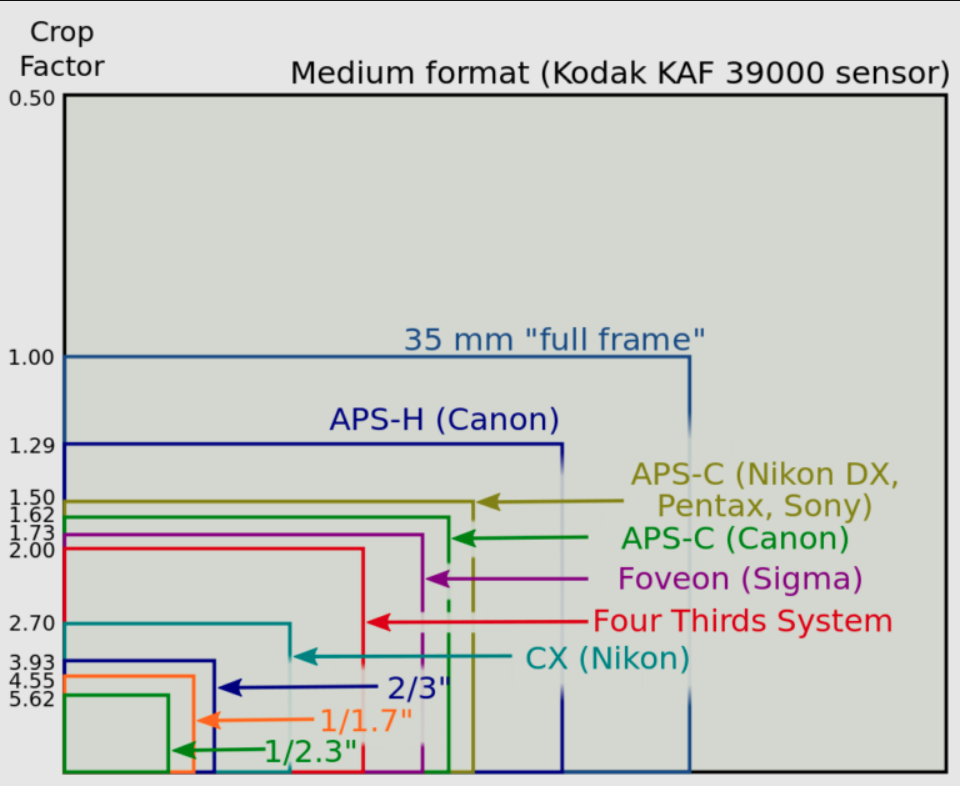 Crop
Factor
Medium format (Kodak KAF 39000 sensor)
0.50
35 mm "full frame"
1.00
APS-H (Canon)
1.29
APS-C (Nikon DX,
Pentax, Sony)
1.50
1.62
APS-C (Canon)
1.73
2.00
Foveon (Sigma)
Four Thirds System
2.70
CX (Nikon)
3.93
2/3"
4.55
5.62
1/1.7"
1/2.3"